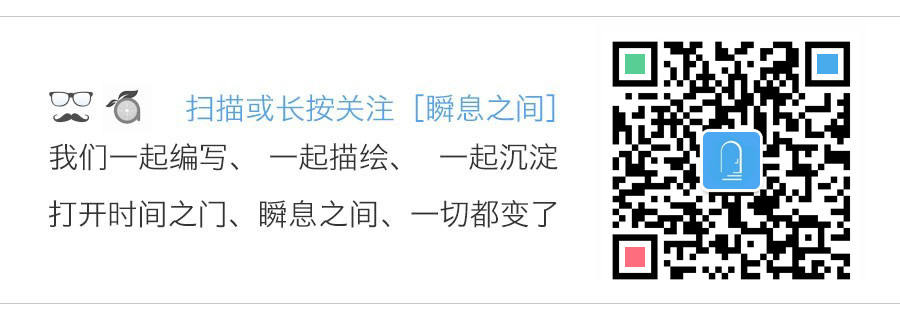 扫描或长按关注［瞬息之间］
我们一起编写、 一起描绘、 一起沉淀
打开时间之门、瞬息之间、一切都变了